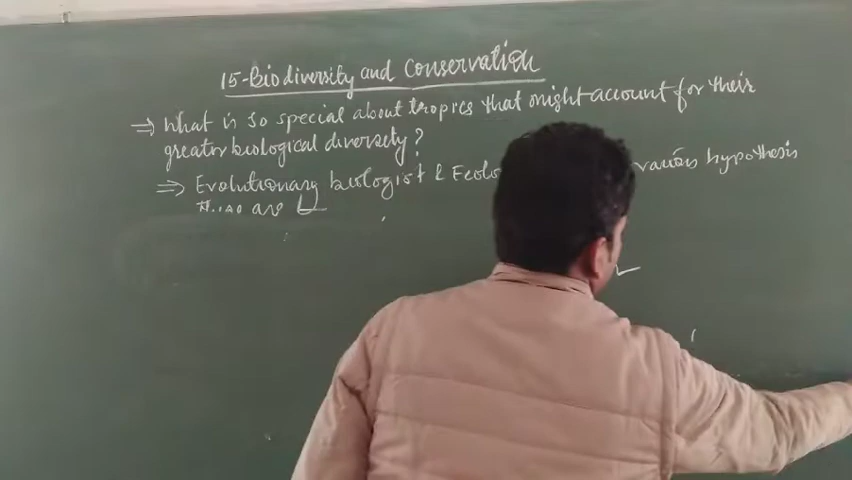 15-Biodiversity and Conservation
⇒ What is so special about tropics that might account for their
greater biological diversity?
⇒ Evolutionary biologist & Ecolo various hypothesis